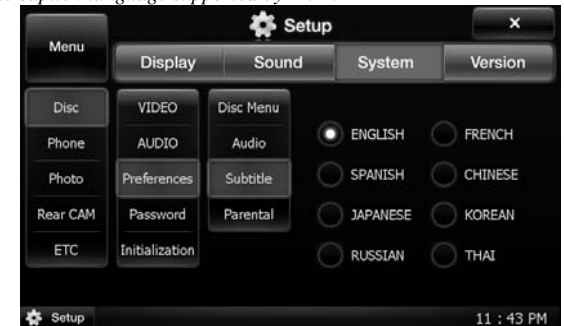 Setup
×
Menu
Display Sound System Version
Disc VIDEO Disc Menu
ENGLISH FRENCH
Phone AUDIO Audio
Photo Preferences Subtitle
SPANISH CHINESE
Rear CAM Password Parental
JAPANESE KOREAN
ETC Initialization
RUSSIAN THAI
Setup 11 : 43 PM